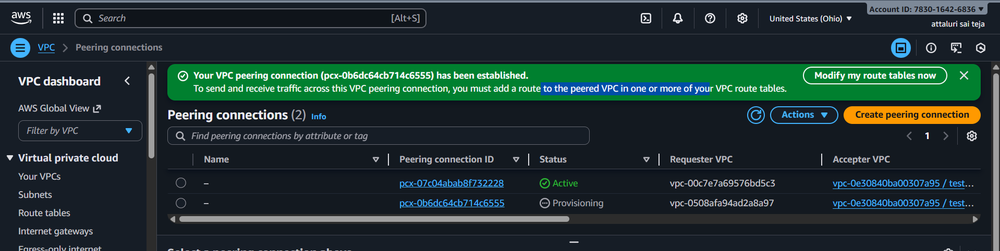 aws
Search [Alt+S]
United States (Ohio)
Account ID: 7830-1642-6836
attaluri sai teja
VPC
Peering connections
VPC dashboard
AWS Global View
Filter by VPC
Virtual private cloud
Your VPCs
Subnets
Route tables
Internet gateways
Egress-only internet
Your VPC peering connection (pcx-0b6dc64cb714c6555) has been established.
To send and receive traffic across this VPC peering connection, you must add a route to the peered VPC in one or more of your VPC route tables.
Modify my route tables now
Peering connections (2) Info
Actions
Create peering connection
Find peering connections by attribute or tag
1
Name Peering connection ID Status Requester VPC Accepter VPC
– pcx-07c04abab8f732228 Active vpc-00c7e7a69576bd5c3 vpc-0e30840ba00307a95 / test...
– pcx-0b6dc64cb714c6555 Provisioning vpc-0508afa94ad2a8a97 vpc-0e30840ba00307a95 / test...
Select a peering connection above